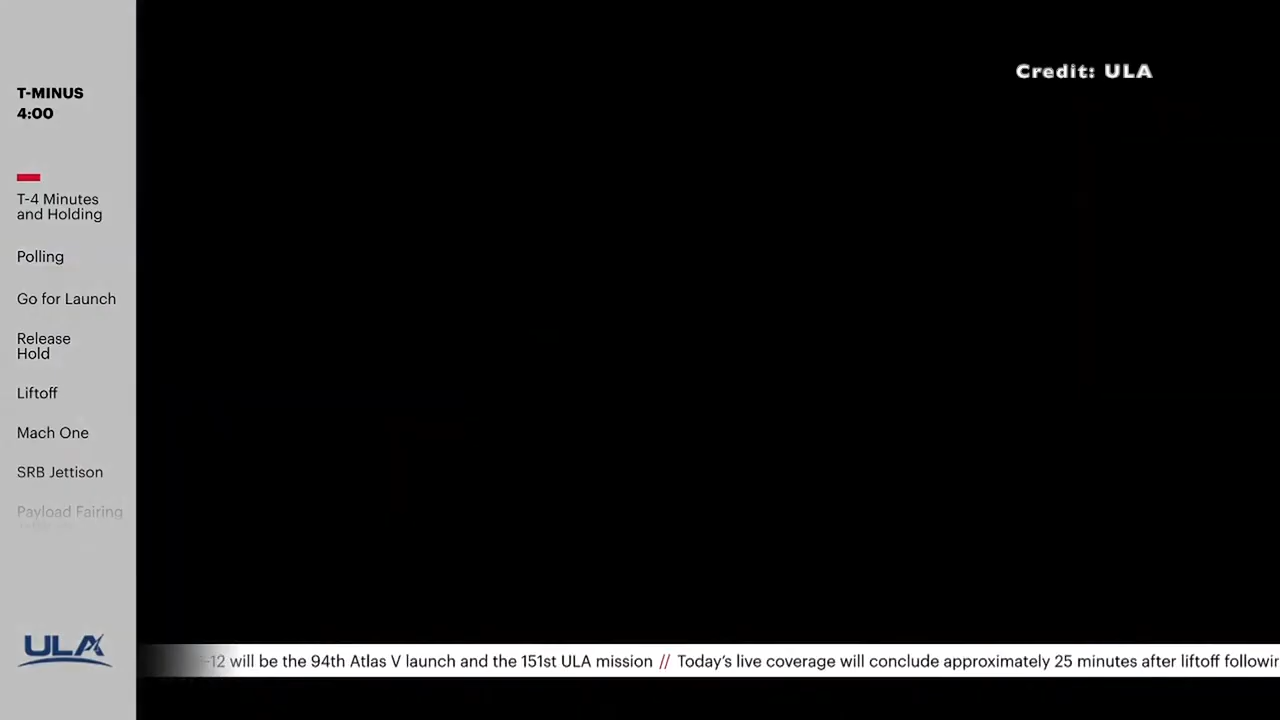 Credit: ULA
T-MINUS
4:00
T-4 Minutes
and Holding
Polling
Go for Launch
Release
Hold
Liftoff
Mach One
SRB Jettison
Payload Fairing
ULA
-12 will be the 94th Atlas V launch and the 151st ULA mission // Today's live coverage will conclude approximately 25 minutes after liftoff followin